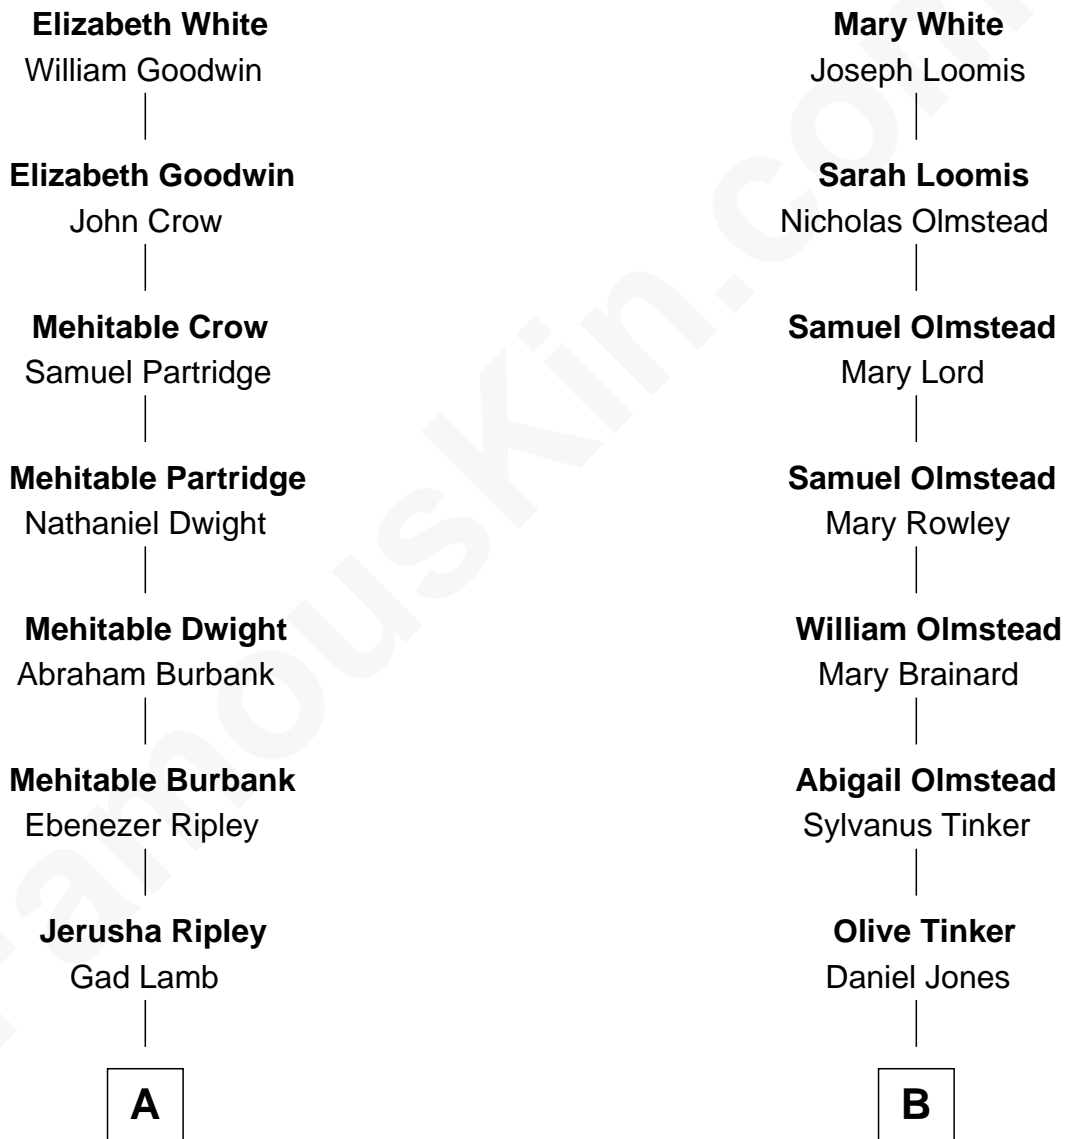 Elizabeth White
William Goodwin
Elizabeth Goodwin
John Crow
Mehitable Crow
Samuel Partridge
Mehitable Partridge
Nathaniel Dwight
Mehitable Dwight
Abraham Burbank
Mehitable Burbank
Ebenezer Ripley
Jerusha Ripley
Gad Lamb
A
Mary White
Joseph Loomis
Sarah Loomis
Nicholas Olmstead
Samuel Olmstead
Mary Lord
Samuel Olmstead
Mary Rowley
William Olmstead
Mary Brainard
Abigail Olmstead
Sylvanus Tinker
Olive Tinker
Daniel Jones
B
FamousKin.com